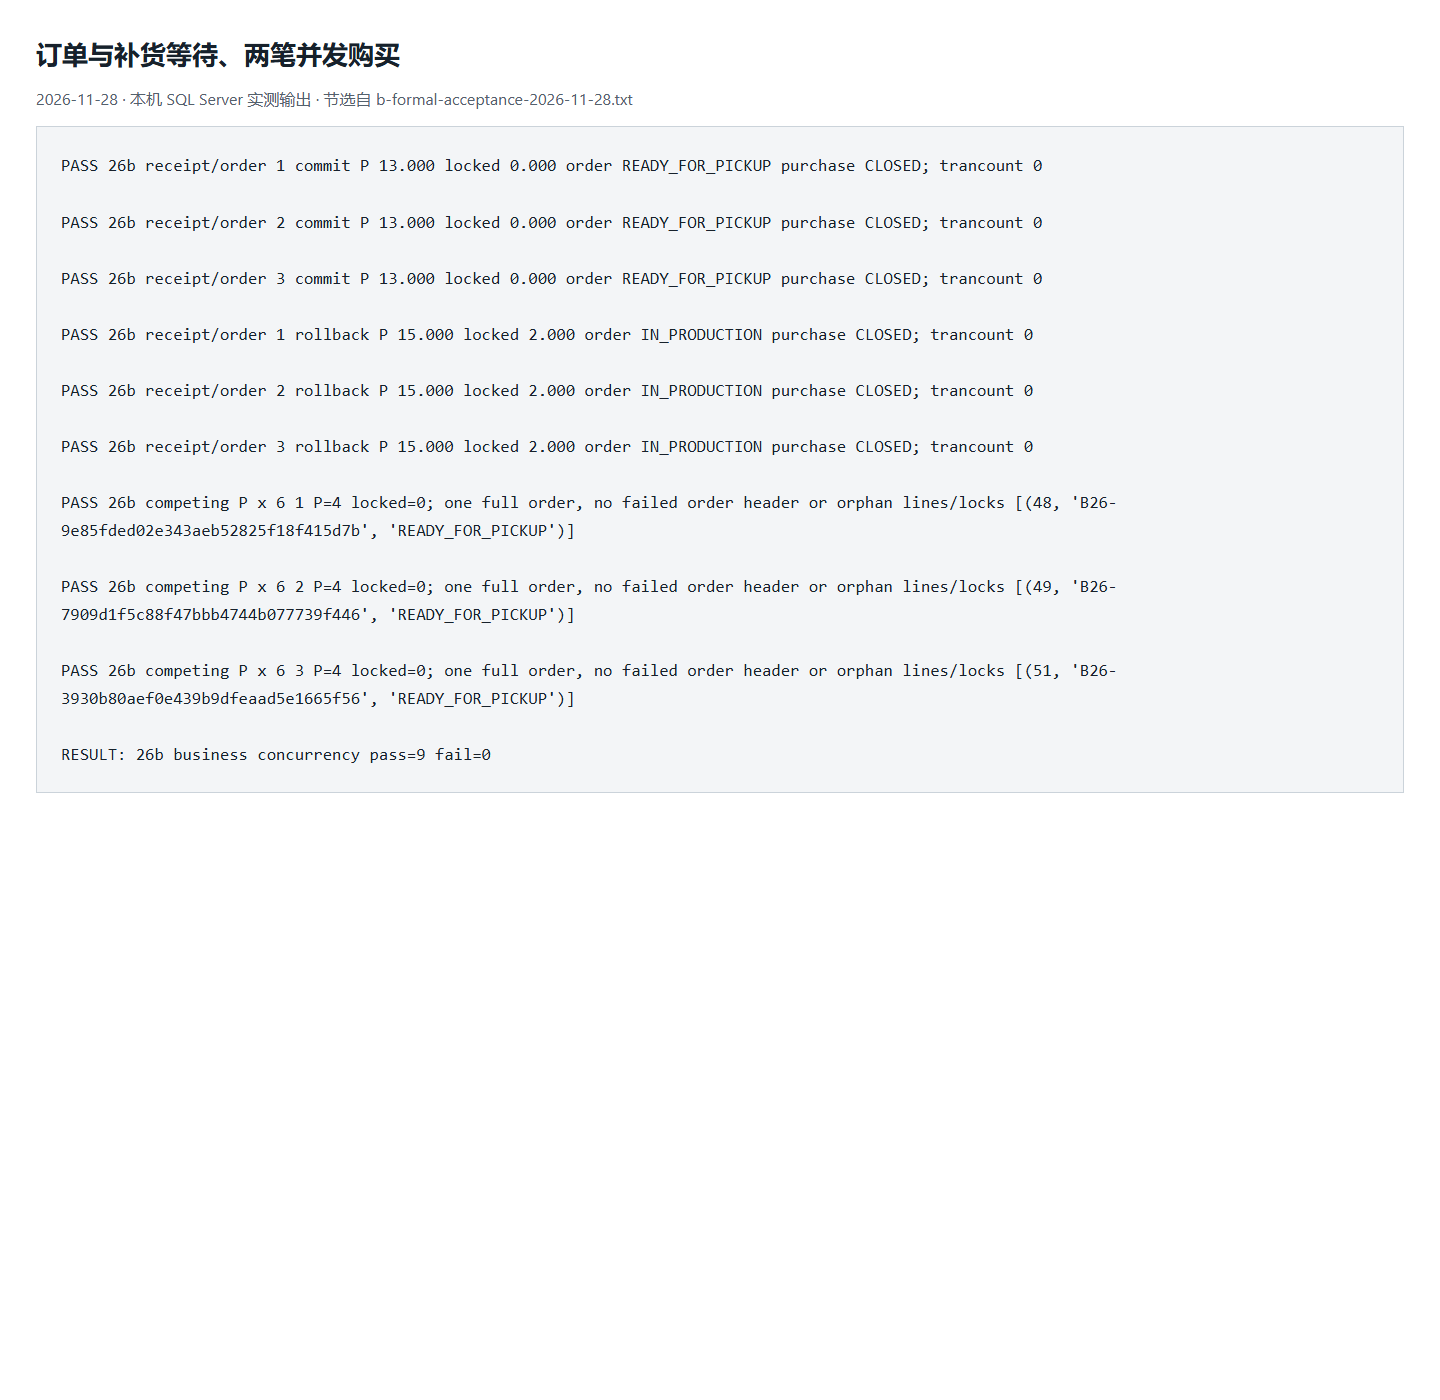 订单与补货等待、两笔并发购买
2026-11-28 · 本机 SQL Server 实测输出 · 节选自 b-formal-acceptance-2026-11-28.txt
PASS 26b receipt/order 1 commit P 13.000 locked 0.000 order READY_FOR_PICKUP purchase CLOSED; trancount 0
PASS 26b receipt/order 2 commit P 13.000 locked 0.000 order READY_FOR_PICKUP purchase CLOSED; trancount 0
PASS 26b receipt/order 3 commit P 13.000 locked 0.000 order READY_FOR_PICKUP purchase CLOSED; trancount 0
PASS 26b receipt/order 1 rollback P 15.000 locked 2.000 order IN_PRODUCTION purchase CLOSED; trancount 0
PASS 26b receipt/order 2 rollback P 15.000 locked 2.000 order IN_PRODUCTION purchase CLOSED; trancount 0
PASS 26b receipt/order 3 rollback P 15.000 locked 2.000 order IN_PRODUCTION purchase CLOSED; trancount 0
PASS 26b competing P x 6 1 P=4 locked=0; one full order, no failed order header or orphan lines/locks [(48, 'B26-
9e85fded02e343aeb52825f18f415d7b', 'READY_FOR_PICKUP')]
PASS 26b competing P x 6 2 P=4 locked=0; one full order, no failed order header or orphan lines/locks [(49, 'B26-
7909d1f5c88f47bbb4744b077739f446', 'READY_FOR_PICKUP')]
PASS 26b competing P x 6 3 P=4 locked=0; one full order, no failed order header or orphan lines/locks [(51, 'B26-
3930b80aef0e439b9dfeaad5e1665f56', 'READY_FOR_PICKUP')]
RESULT: 26b business concurrency pass=9 fail=0